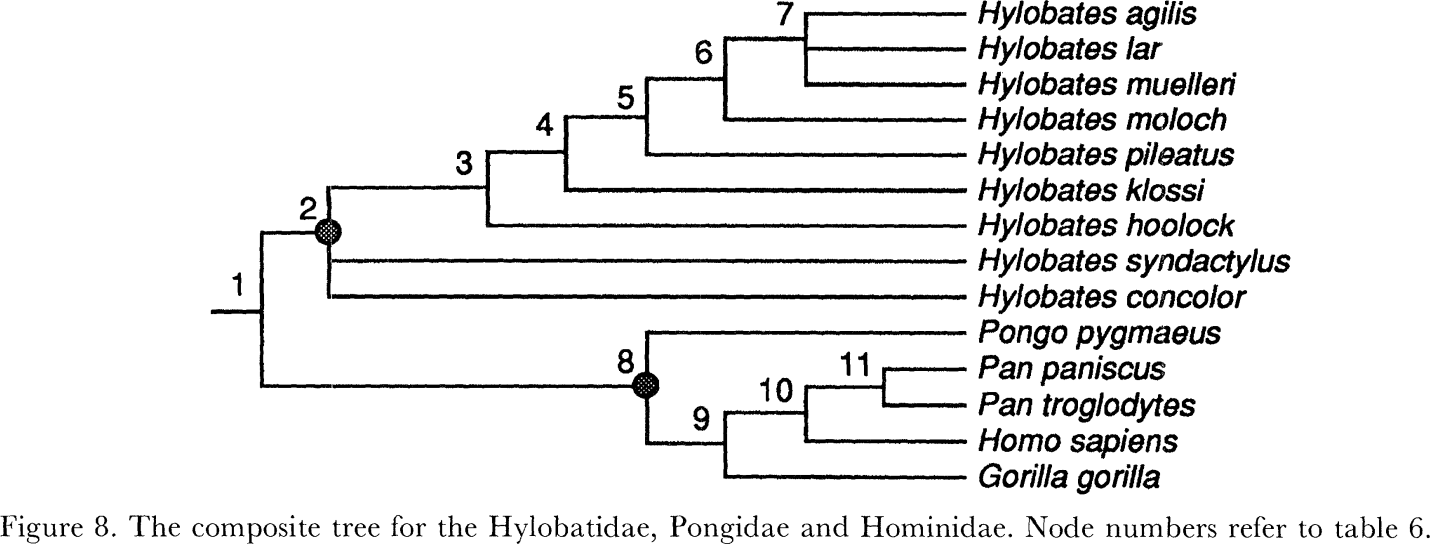 7 Hylobates agilis
Hylobates lar
6
Hylobates muelleri
5
Hylobates moloch
4
Hylobates pileatus
3
Hylobates klossi
2
Hylobates hoolock
Hylobates syndactylus
1
Hylobates concolor
Pongo pygmaeus
8
11 Pan paniscus
10
Pan troglodytes
9
Homo sapiens
Gorilla gorilla
Figure 8. The composite tree for the Hylobatidae, Pongidae and Hominidae. Node numbers refer to table 6.